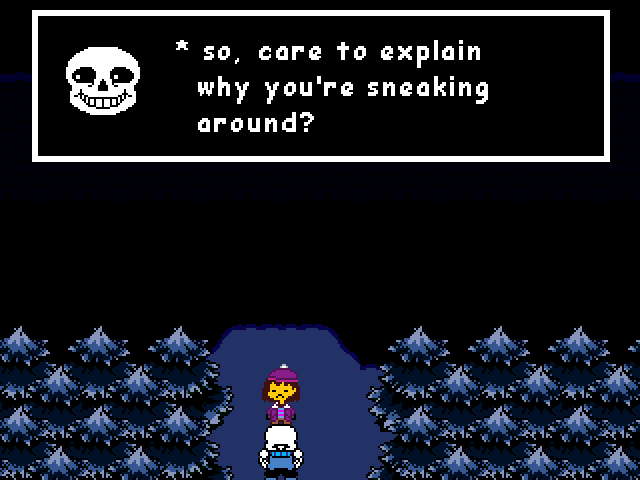 * so, care to explain
why you're sneaking
around?